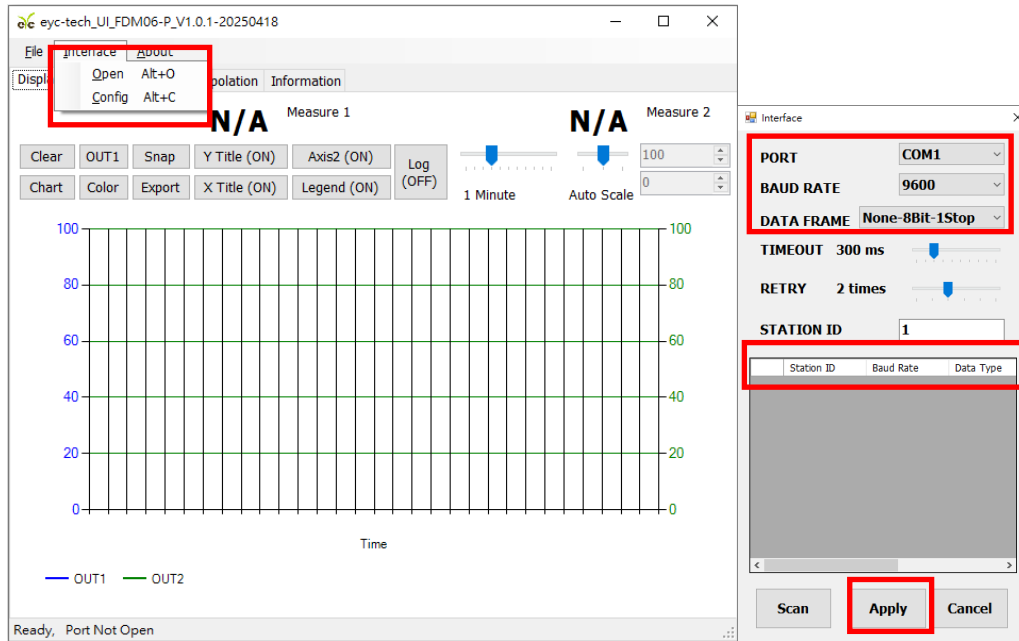 eyc-tech_UI_FDM06-P_V1.0.1-20250418
File Interface About
Open Alt+O
Config Alt+C
Displ polation Information
N/A Measure 1 N/A Measure 2
Clear OUT1 Snap Y Title (ON) Axis2 (ON) Log (OFF) 100
Chart Color Export X Title (ON) Legend (ON) 1 Minute Auto Scale 0
100 100
80 80
60 60
40 40
20 20
0 0
Time
OUT1 OUT2
Ready, Port Not Open
Interface
PORT COM1
BAUD RATE 9600
DATA FRAME None-8Bit-1Stop
TIMEOUT 300 ms
RETRY 2 times
STATION ID 1
Station ID Baud Rate Data Type
Scan Apply Cancel